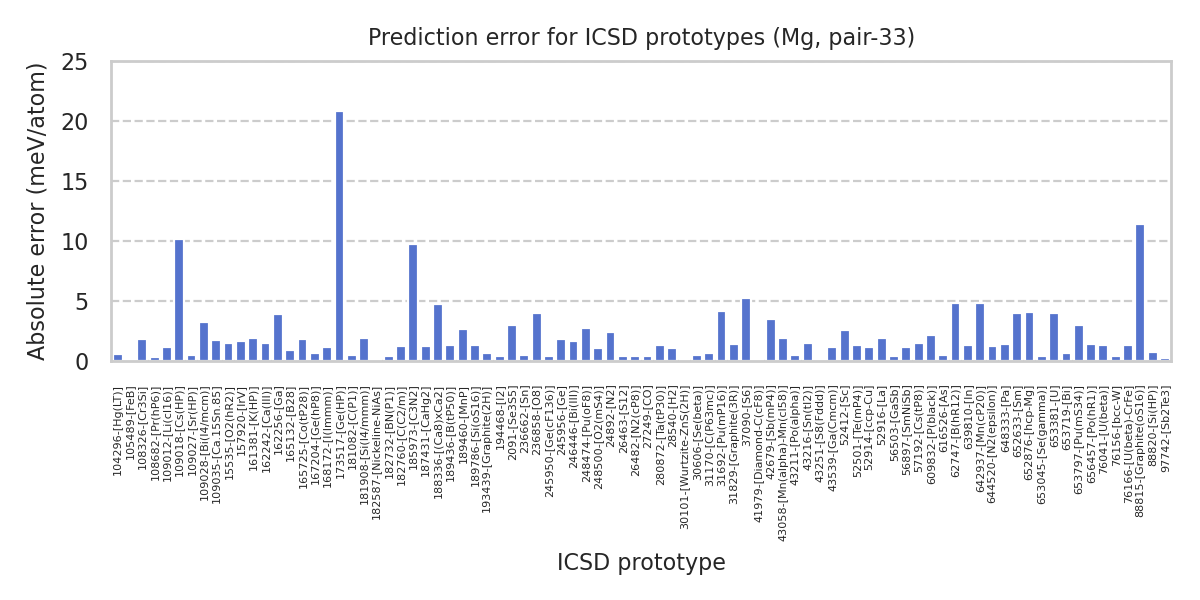 Prediction error for ICSD prototypes (Mg, pair-33)
Absolute error (meV/atom)
25
20
15
10
5
0
104296-[Hg(LT)]
105489-[FeB]
108326-[Cr3Si]
108682-[Pr(hP6)]
109012-[Li(cI16)]
109018-[Cs(HP)]
109027-[Sr(HP)]
109028-[Bi(I4/mcm)]
109035-[Ca.15Sn.85]
15535-[O2(hR2)]
157920-[IrV]
161381-[K(HP)]
162242-[Ca(III)]
162256-[Ga]
165132-[B28]
165725-[Co(tP28)]
167204-[Ge(hP8)]
168172-[I(Immm)]
173517-[Ge(HP)]
181082-[C(P1)]
181908-[Si(I4/mmm)]
182587-[Nickeline-NiAs]
182732-[BN(P1)]
182760-[C(C2/m)]
185973-[C3N2]
187431-[CaHg2]
188336-[(Ca8)xCa2]
189436-[B(tP50)]
189460-[MnP]
189786-[Si(oS16)]
193439-[Graphite(2H)]
194468-[I2]
2091-[Se3S5]
236662-[Sn]
236858-[O8]
245950-[Ge(cF136)]
245956-[Ge]
246446-[Bi(III)]
248474-[Pu(oF8)]
248500-[O2(mS4)]
24892-[N2]
26463-[S12]
26482-[N2(cP8)]
27249-[CO]
280872-[Ta(tP30)]
28540-[H2]
30101-[Wurtzite-ZnS(2H)]
30606-[Se(beta)]
31170-[C(P63mc)]
31692-[Pu(mP16)]
31829-[Graphite(3R)]
37090-[S6]
41979-[Diamond-C(cF8)]
42679-[Sb(mP4)]
43058-[Mn(alpha)-Mn(cI58)]
43211-[Po(alpha)]
43216-[Sn(tI2)]
43251-[S8(Fddd)]
43539-[Ga(Cmcm)]
52412-[Sc]
52501-[Te(mP4)]
52914-[fcc-Cu]
52916-[La]
56503-[GaSb]
56897-[SmNiSb]
57192-[Cs(tP8)]
609832-[P(black)]
616526-[As]
62747-[B(hR12)]
639810-[In]
642937-[Mn(cP20)]
644520-[N2(epsilon)]
648333-[Pa]
652633-[Sm]
652876-[hcp-Mg]
653045-[Se(gamma)]
653381-[U]
653719-[Bi]
653797-[Pu(mS34)]
656457-[Po(hR1)]
76041-[U(beta)]
76156-[bcc-W]
76166-[U(beta)-CrFe]
88815-[Graphite(oS16)]
88820-[Si(HP)]
97742-[Sb2Te3]
ICSD prototype